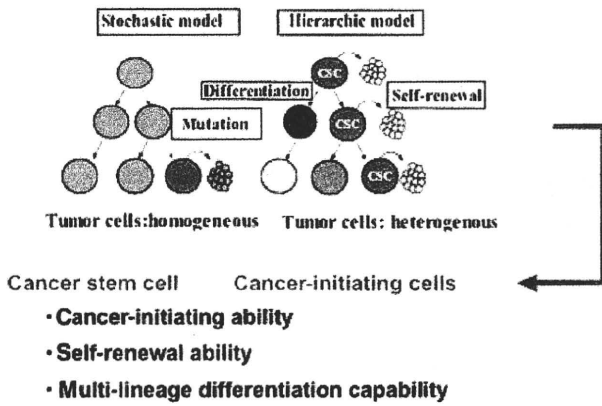 Stochastic model Hierarchic model
CSC
Differentiation
Self-renewal
Mutation
CSC
CSC
Tumor cells:homogeneous Tumor cells: heterogenous
Cancer stem cell Cancer-initiating cells
・Cancer-initiating ability
・Self-renewal ability
・Multi-lineage differentiation capability